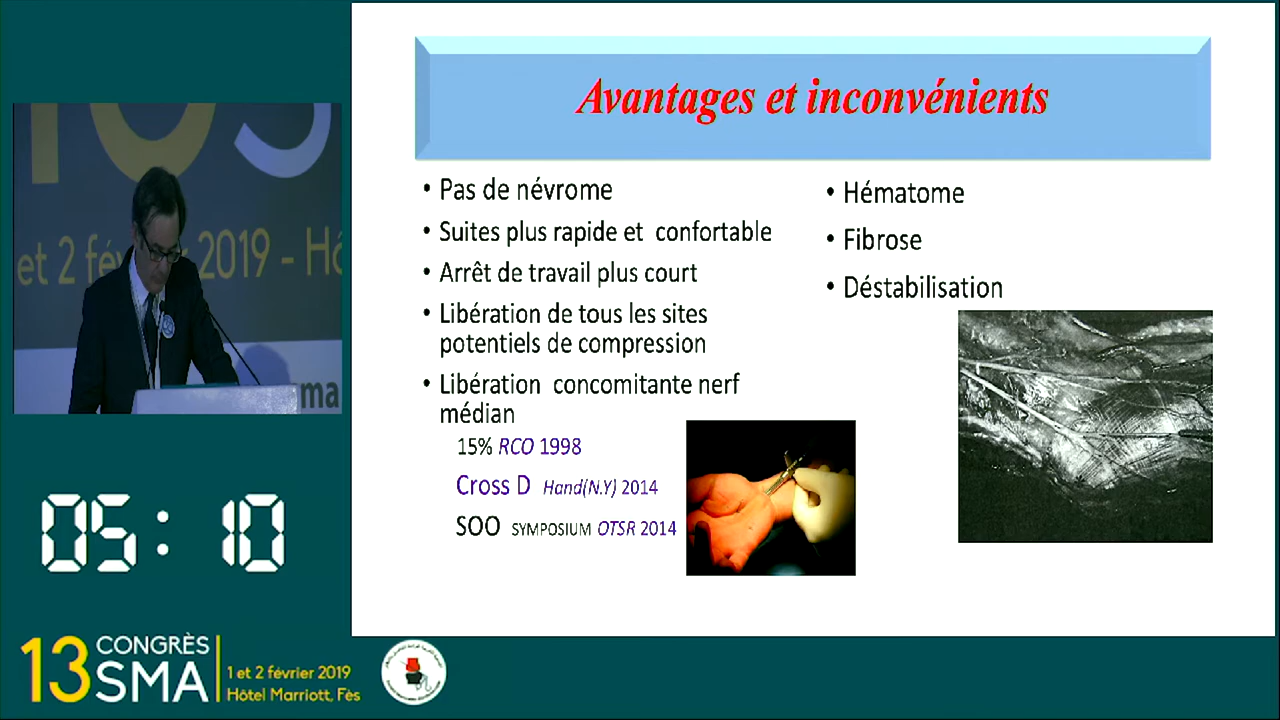 Avantages et inconvénients
• Pas de névrome
• Suites plus rapide et confortable
• Arrêt de travail plus court
• Libération de tous les sites
potentiels de compression
• Libération concomitante nerf
médian
15% RCO 1998
Cross D Hand(N.Y) 2014
SOO SYMPOSIUM OTSR 2014
• Hématome
• Fibrose
• Déstabilisation
et 2 février 2019 - Hô
ma
05: 10
13 CONGRÈS
SMA
1 et 2 février 2019
Hôtel Marriott, Fès